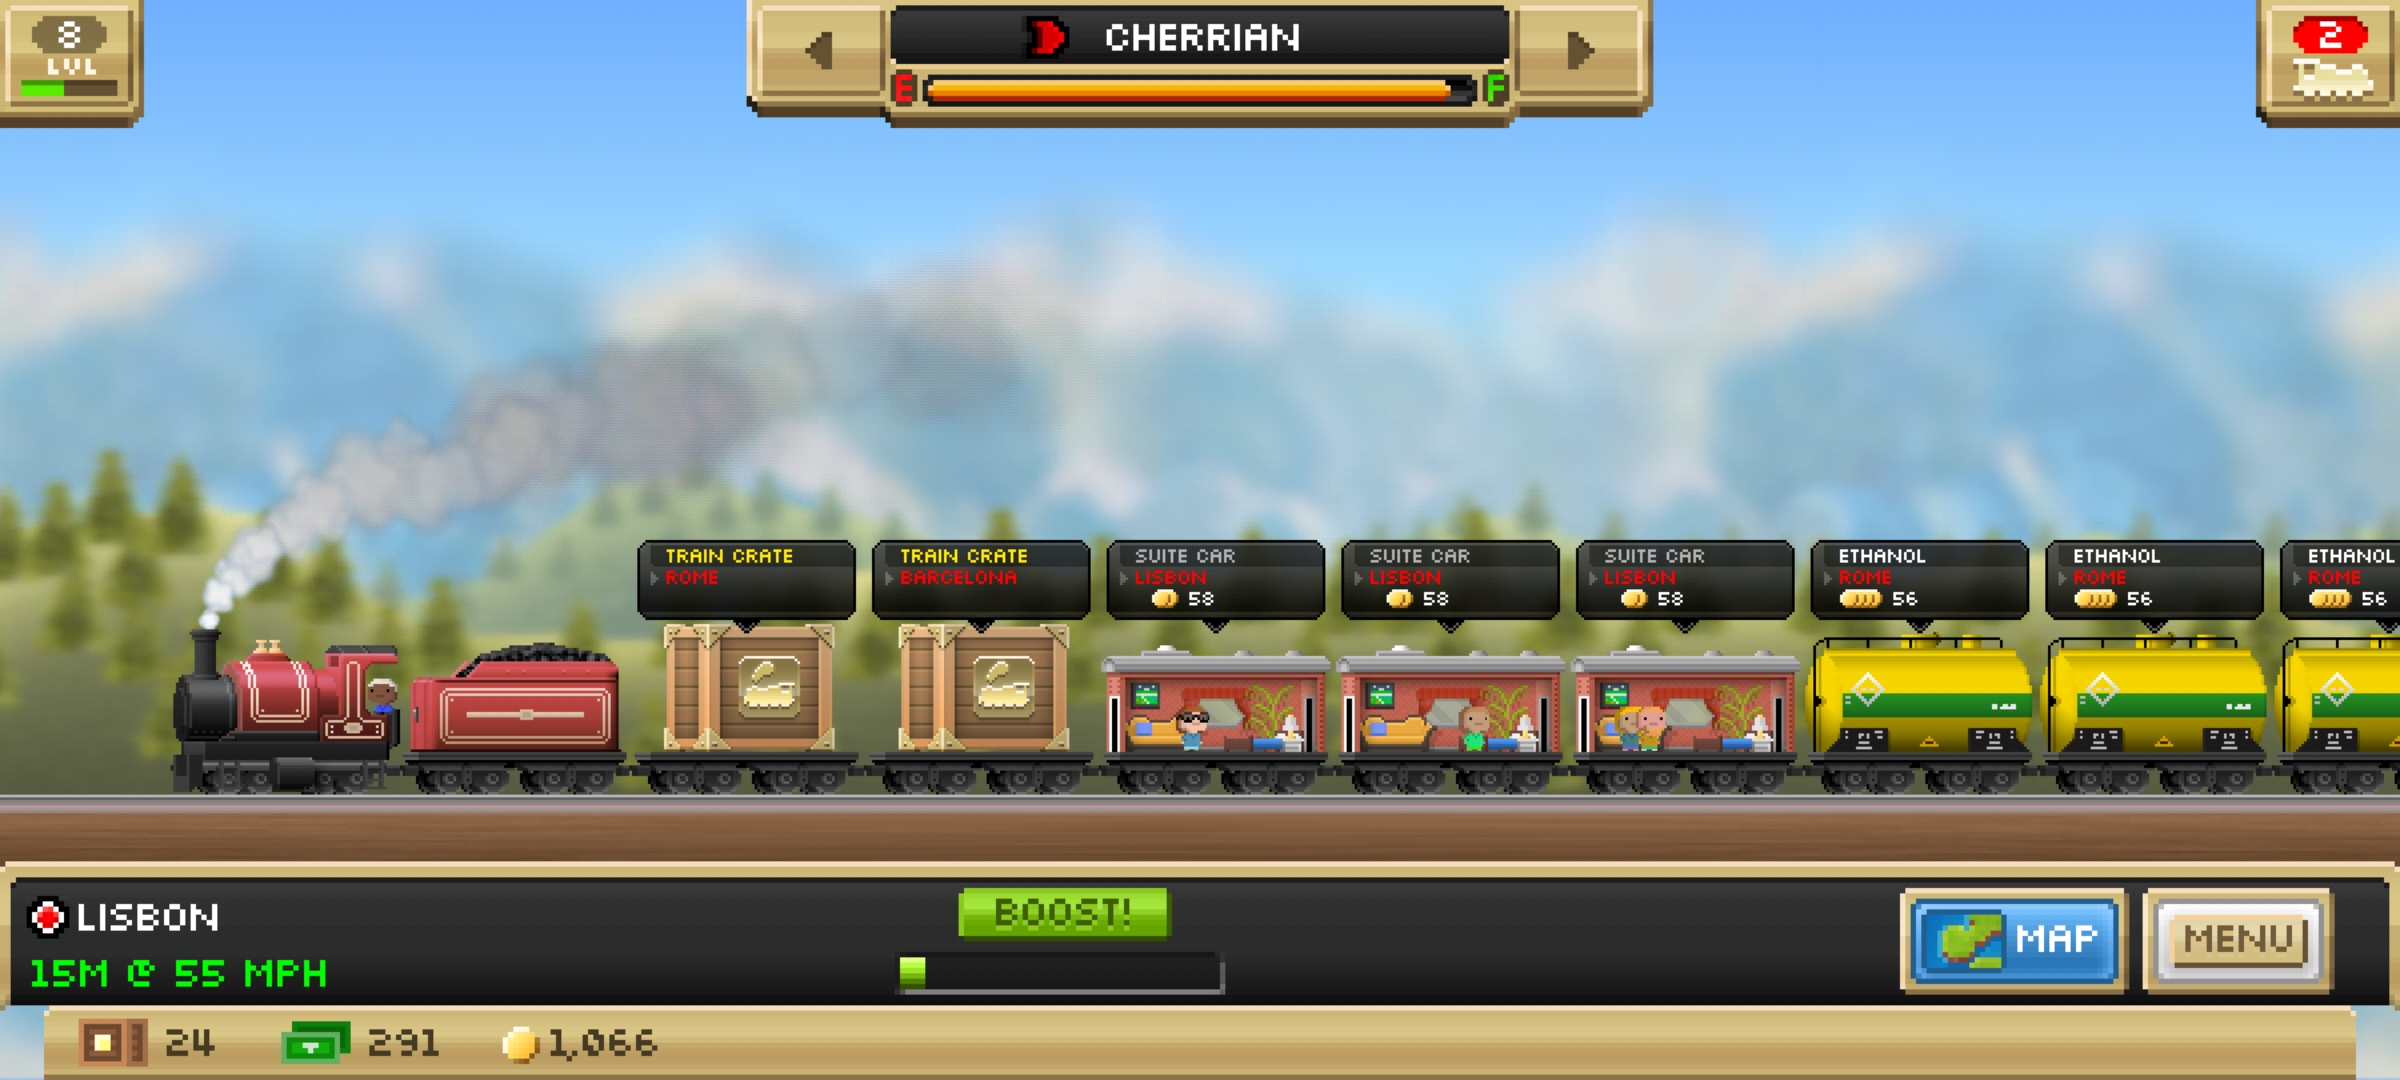 8
LVL
CHERRIAN
E
F
2
TRAIN CRATE
ROME
TRAIN CRATE
BARCELONA
SUITE CAR
LISBON
58
SUITE CAR
LISBON
58
SUITE CAR
LISBON
58
ETHANOL
ROME
56
ETHANOL
ROME
56
ETHANOL
ROME
56
LISBON
15M @ 55 MPH
BOOST!
MAP
MENU
24
291
1,066